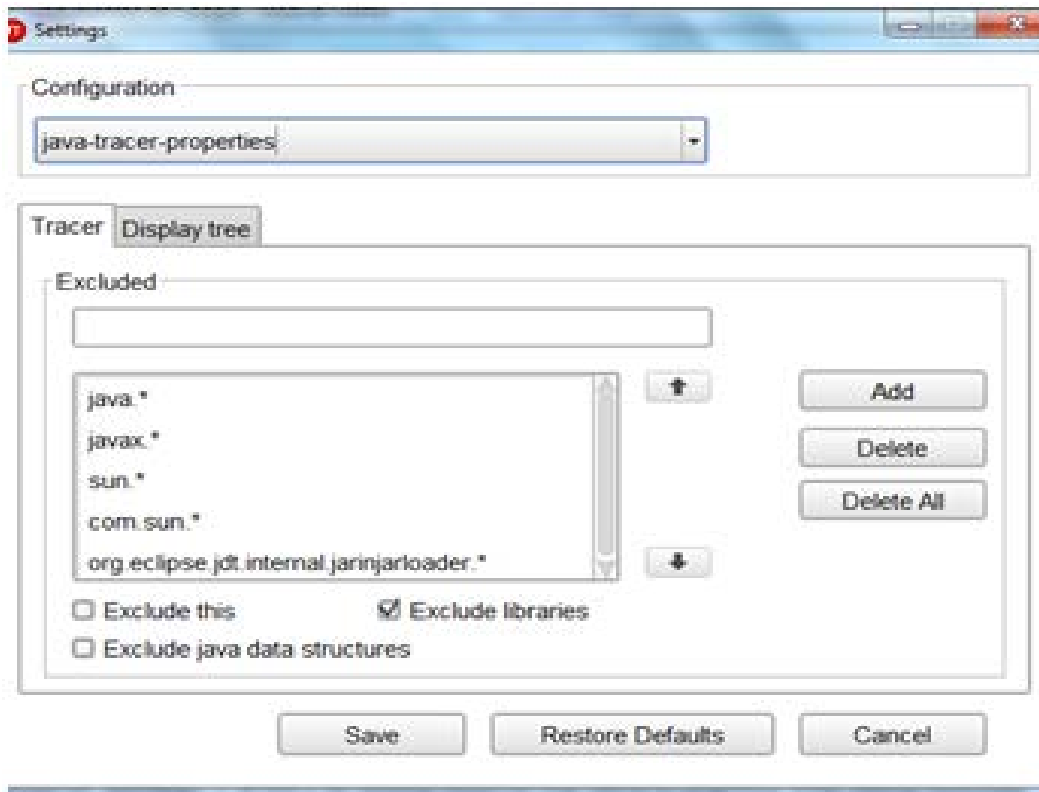 Settings
Configuration
java-tracer-properties
Tracer
Display tree
Excluded
java.*
javax.*
sun.*
com.sun.*
org.eclipse.jdt.internal.jarinjarloader.*
Add
Delete
Delete All
Exclude this
Exclude libraries
Exclude java data structures
Save
Restore Defaults
Cancel